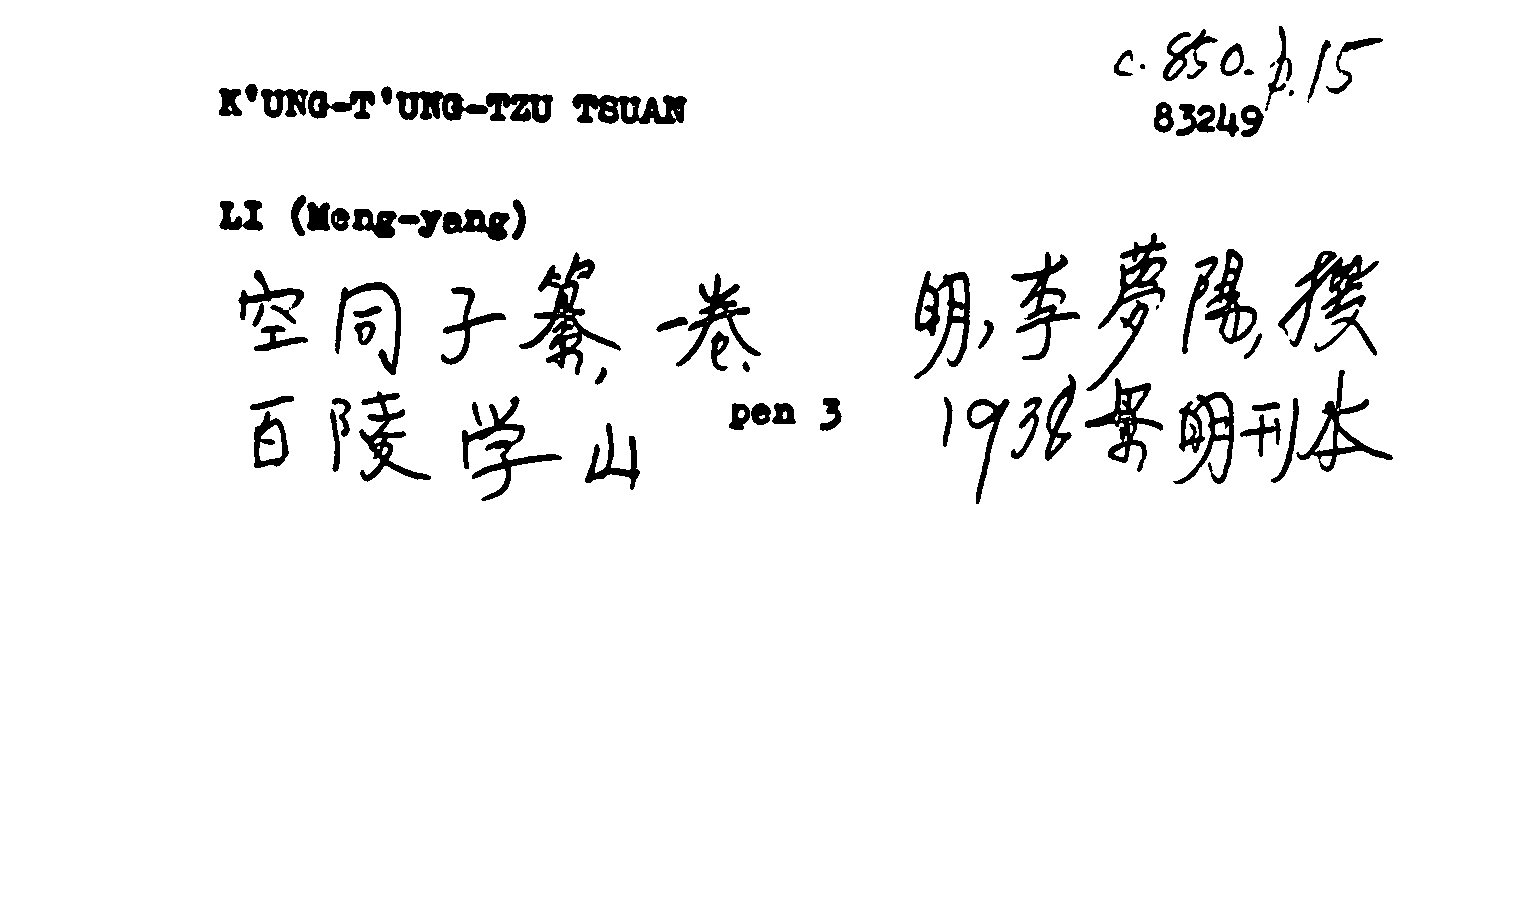 c. 850. b. 15
K'UNG-T'UNG-TZU TSUAN
83249
LI (Meng-yang)
空同子纂, 一卷. 明, 李夢陽, 撰
百陵学山 pen 3 1938景明刊本